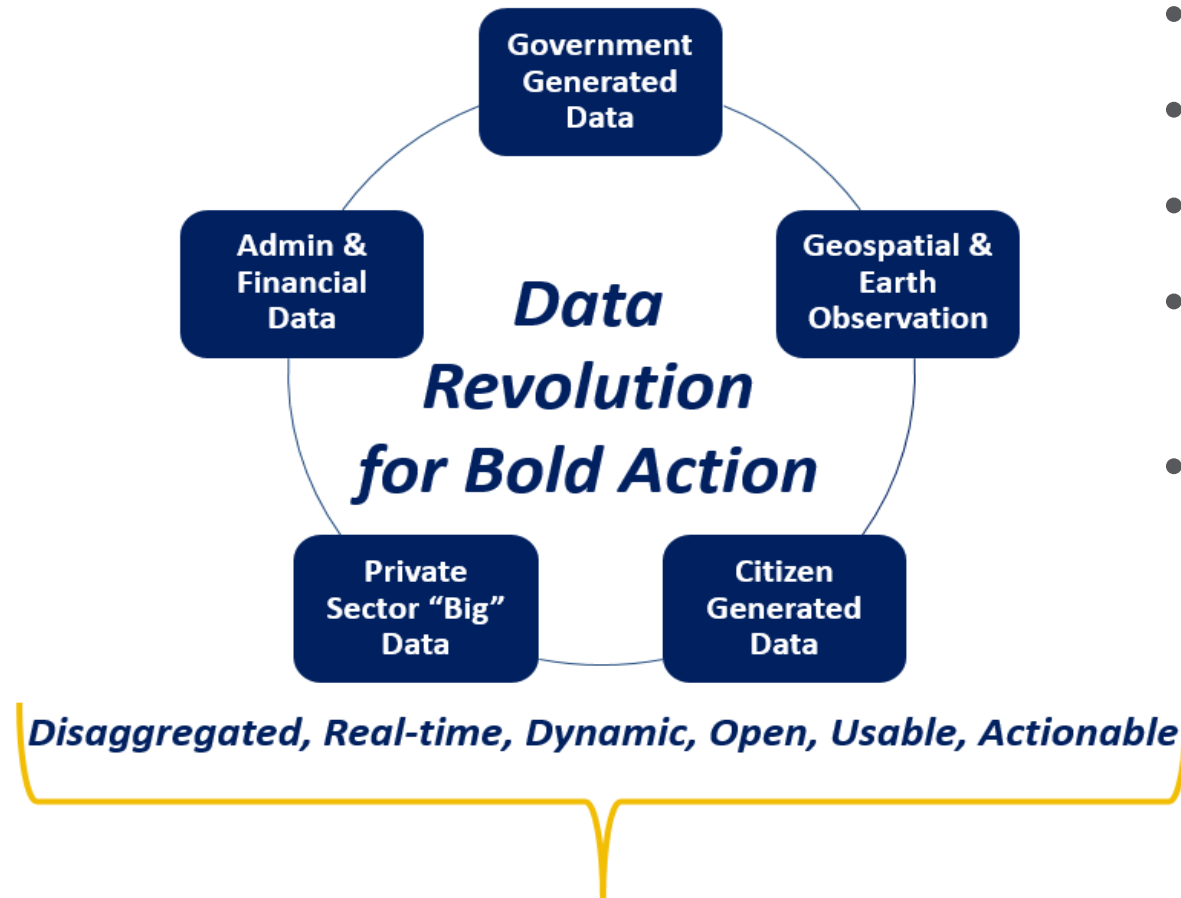 Government
Generated
Data
Admin &
Financial
Data
Geospatial &
Earth
Observation
Data
Revolution
for Bold Action
Private
Sector “Big”
Data
Citizen
Generated
Data
Disaggregated, Real-time, Dynamic, Open, Usable, Actionable